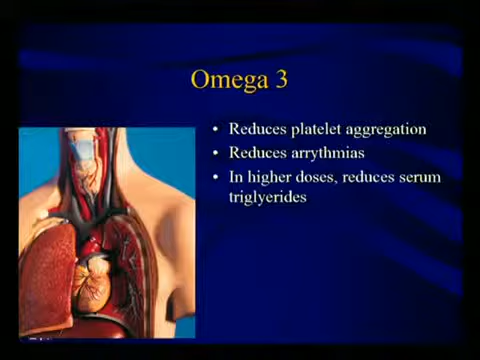 Omega 3
• Reduces platelet aggregation
• Reduces arrythmias
• In higher doses, reduces serum
triglyerides